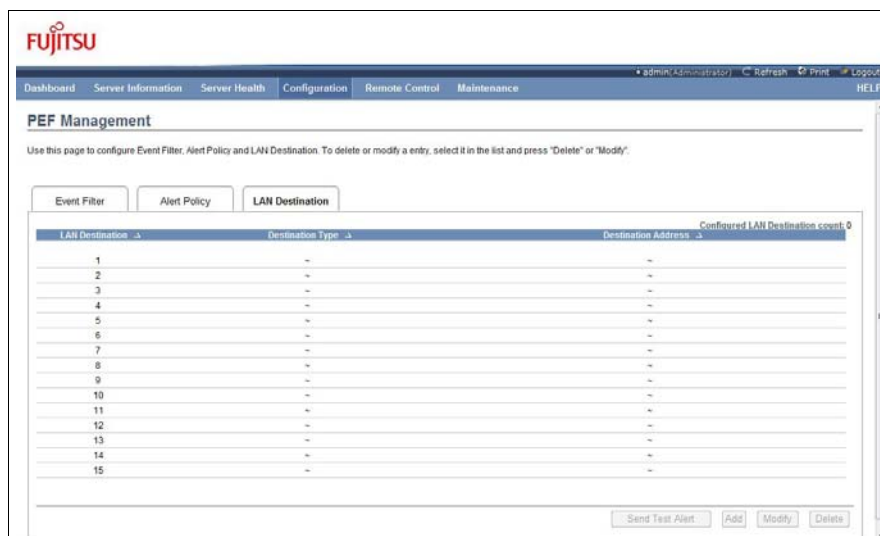 FUJITSU
admin(Administrator) Refresh Print Logout
Dashboard Server Information Server Health Configuration Remote Control Maintenance HELP
PEF Management
Use this page to configure Event Filter, Alert Policy and LAN Destination. To delete or modify a entry, select it in the list and press "Delete" or "Modify".
Event Filter Alert Policy LAN Destination
Configured LAN Destination count: 0
LAN Destination Destination Type Destination Address
1 ~ ~
2 ~ ~
3 ~ ~
4 ~ ~
5 ~ ~
6 ~ ~
7 ~ ~
8 ~ ~
9 ~ ~
10 ~ ~
11 ~ ~
12 ~ ~
13 ~ ~
14 ~ ~
15 ~ ~
Send Test Alert Add Modify Delete